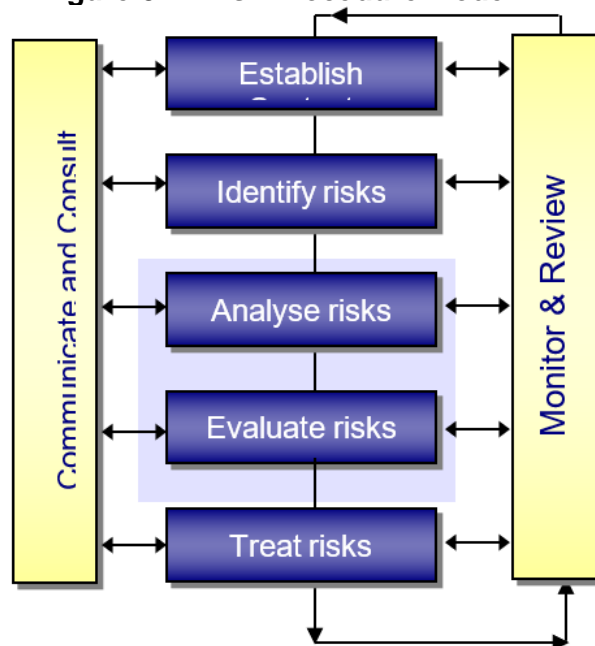 Establish
Identify risks
Analyse risks
Evaluate risks
Treat risks
Communicate and Consult
Monitor & Review